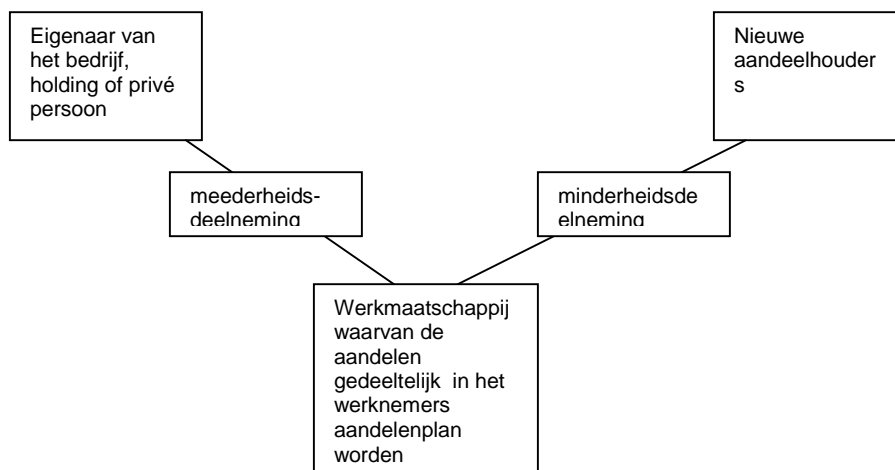 Eigenaar van
het bedrijf,
holding of privé
persoon
Nieuwe
aandeelhouder
s
meederheids-
deelneming
minderheidsde
elneming
Werkmaatschappij
waarvan de
aandelen
gedeeltelijk in het
werknemers
aandelenplan
worden